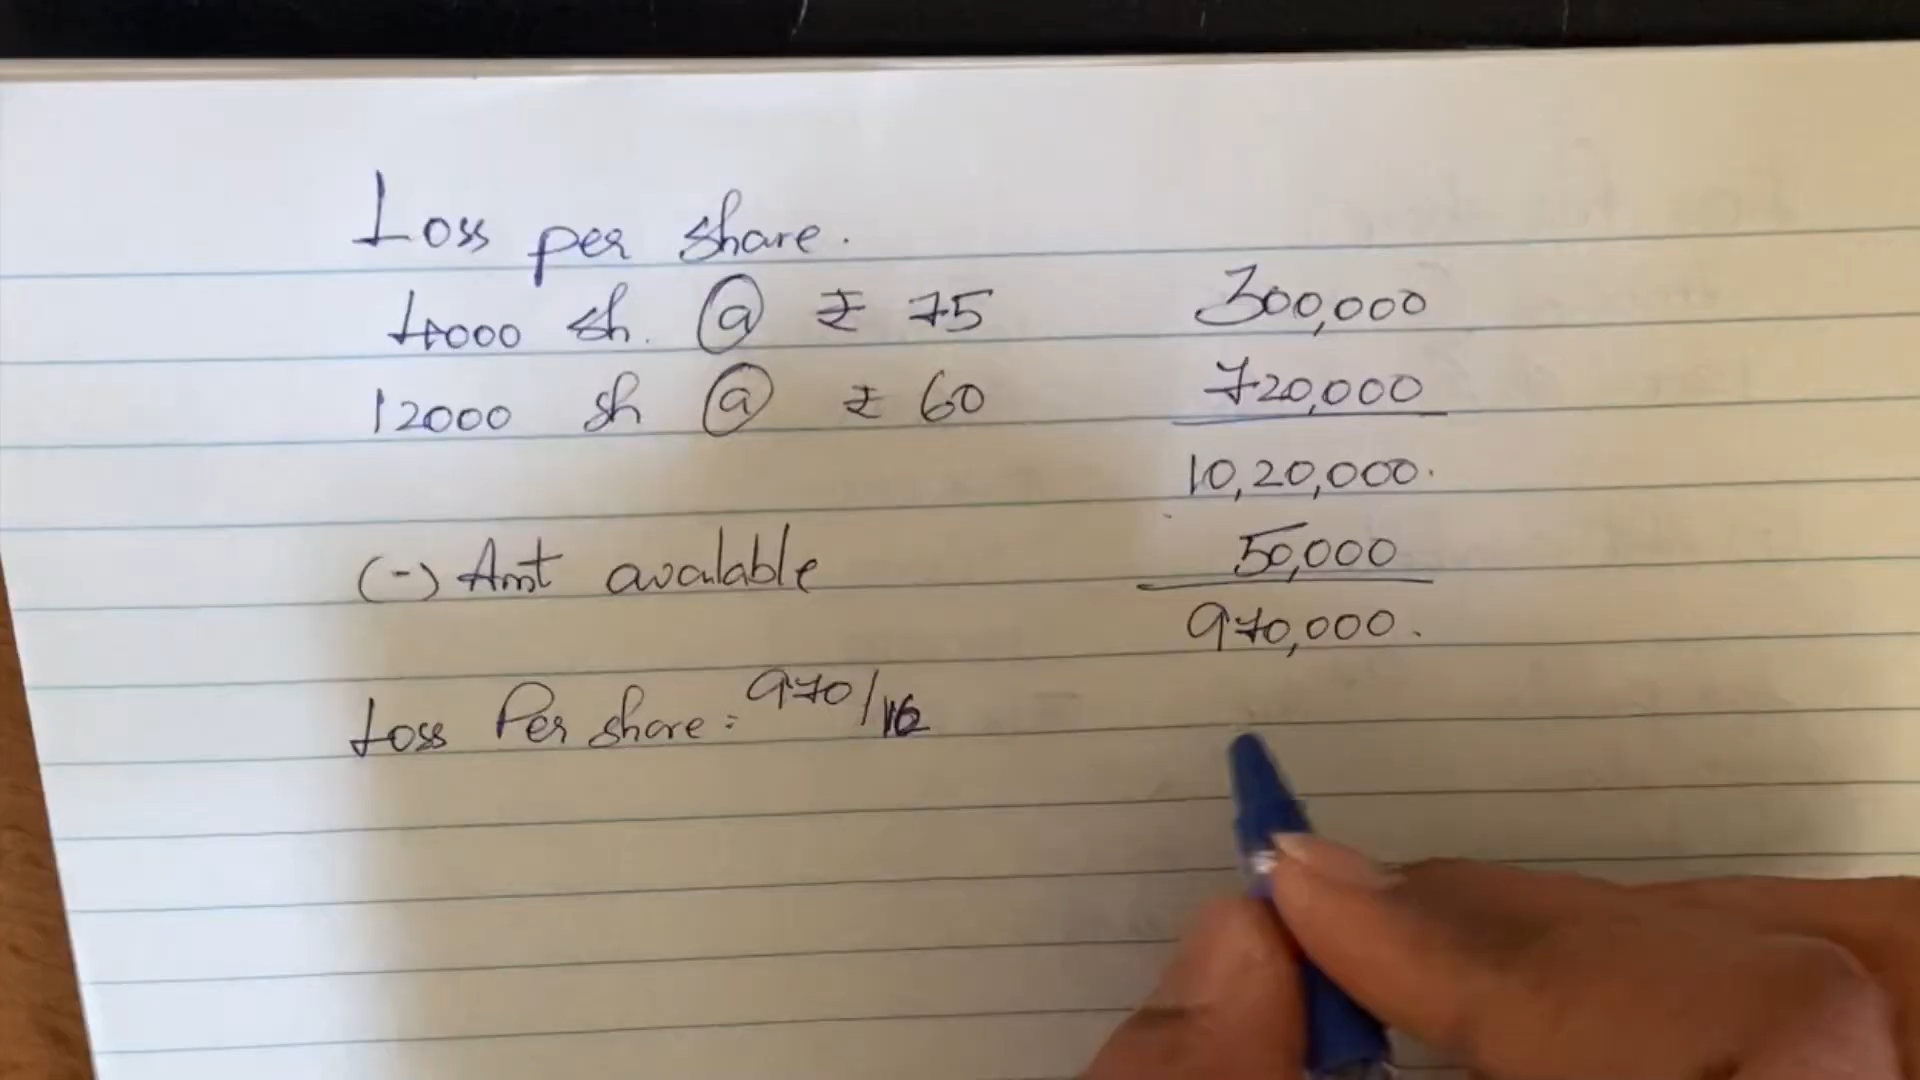 Loss per share.
4000 sh. @ ₹ 75 300,000
12000 sh @ ₹ 60 720,000
10,20,000.
(-) Amt available 50,000
970,000.
Loss Per share = 970/16